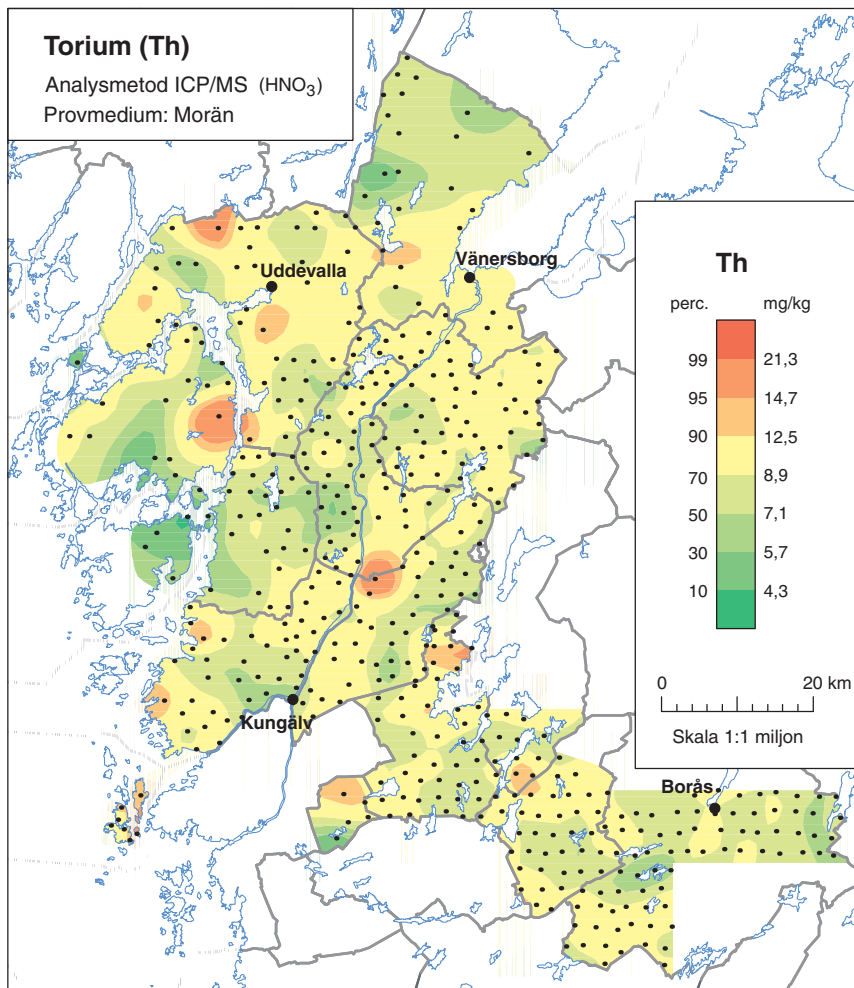 Torium (Th)
Analysmetod ICP/MS (HNO₃)
Provmedium: Morän
Uddevalla
Vänersborg
Kungälv
Borås
Th
perc. mg/kg
99 21,3
95 14,7
90 12,5
70 8,9
50 7,1
30 5,7
10 4,3
0 20 km
Skala 1:1 miljon